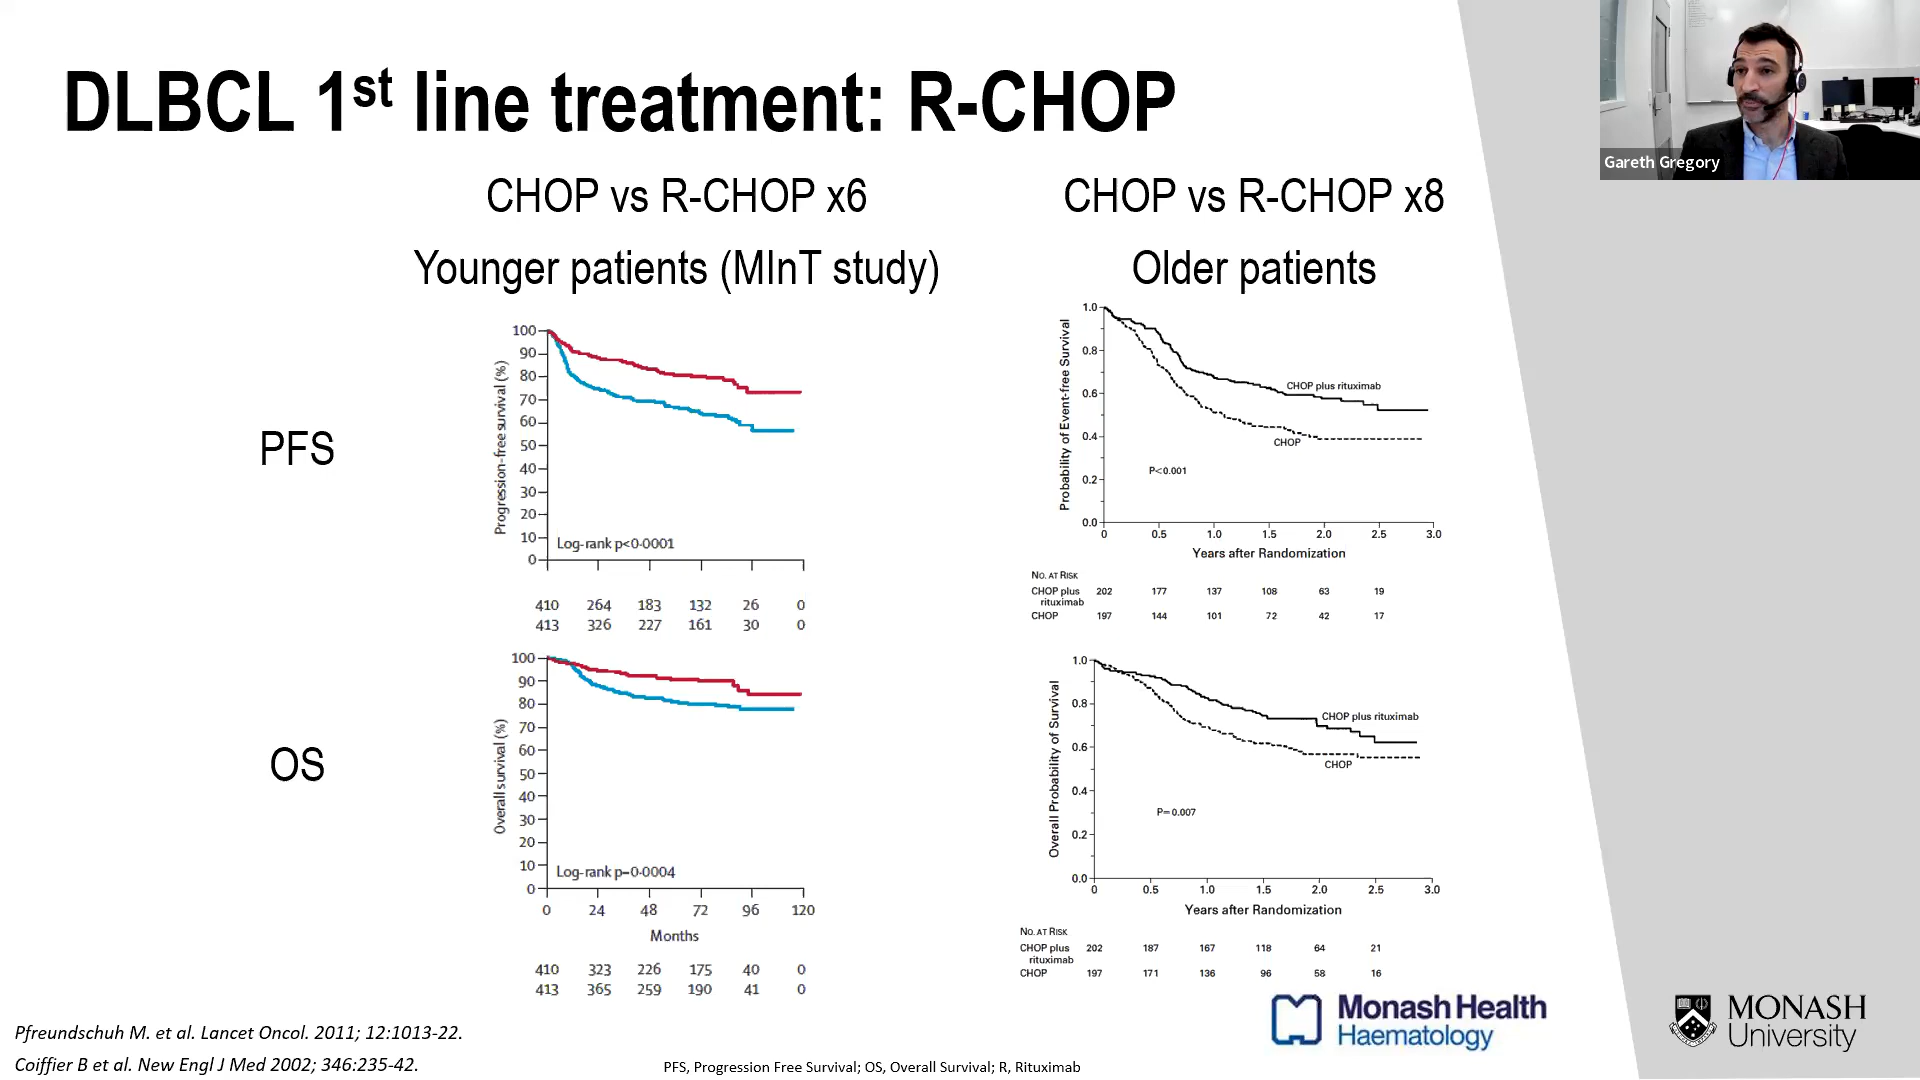 DLBCL 1st line treatment: R-CHOP
Gareth Gregory
CHOP vs R-CHOP x6
Younger patients (MInT study)
CHOP vs R-CHOP x8
Older patients
PFS
Progression-free survival (%)
100
90
80
70
60
50
40
30
20
10
0
Log-rank p<0·0001
410 264 183 132 26 0
413 326 227 161 30 0
Probability of Event-free Survival
1.0
0.8
0.6
0.4
0.2
0.0
CHOP plus rituximab
CHOP
P<0.001
0 0.5 1.0 1.5 2.0 2.5 3.0
Years after Randomization
NO. AT RISK
CHOP plus
rituximab
202 177 137 108 63 19
CHOP 197 144 101 72 42 17
OS
Overall survival (%)
100
90
80
70
60
50
40
30
20
10
0
Log-rank p=0·0004
0 24 48 72 96 120
Months
410 323 226 175 40 0
413 365 259 190 41 0
Overall Probability of Survival
1.0
0.8
0.6
0.4
0.2
0.0
CHOP plus rituximab
CHOP
P=0.007
0 0.5 1.0 1.5 2.0 2.5 3.0
Years after Randomization
NO. AT RISK
CHOP plus
rituximab
202 187 167 118 64 21
CHOP 197 171 136 96 58 16
Pfreundschuh M. et al. Lancet Oncol. 2011; 12:1013-22.
Coiffier B et al. New Engl J Med 2002; 346:235-42.
PFS, Progression Free Survival; OS, Overall Survival; R, Rituximab
Monash Health
Haematology
MONASH
University